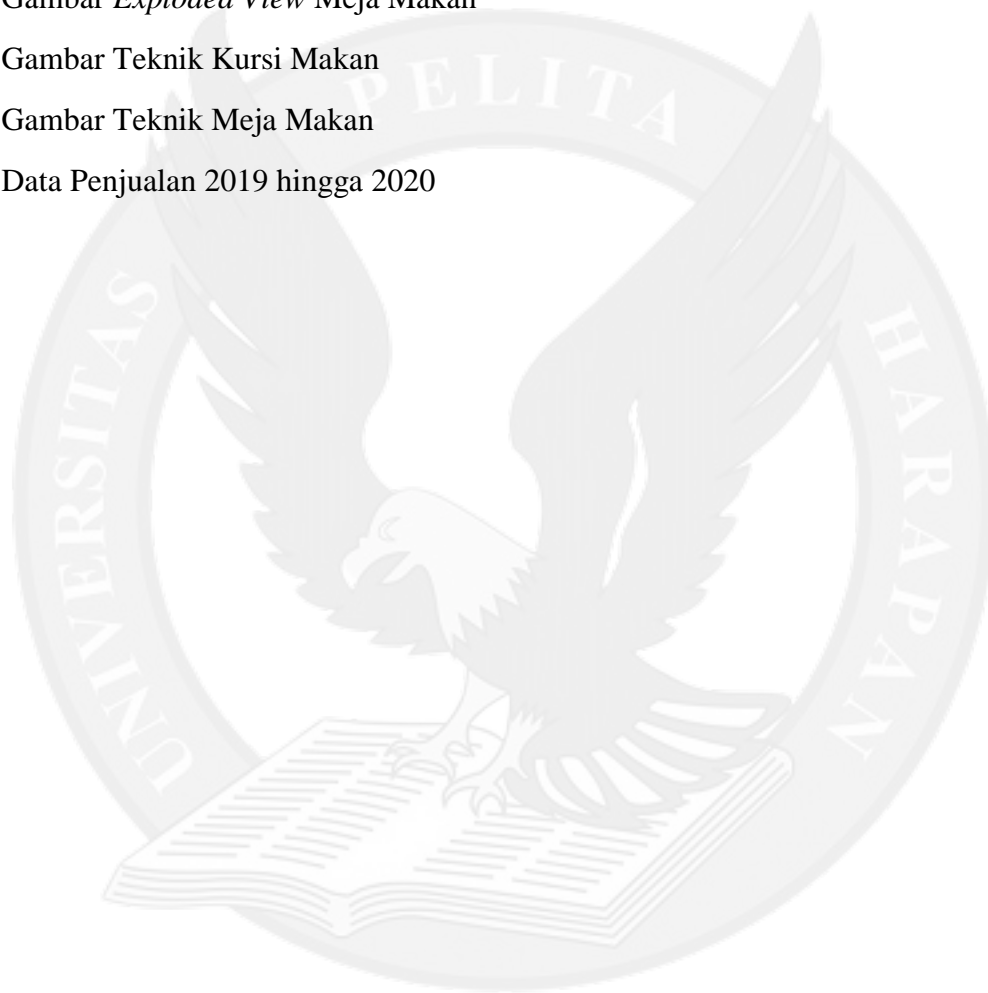 Gambar Exploded View Meja Makan
Gambar Teknik Kursi Makan
Gambar Teknik Meja Makan
Data Penjualan 2019 hingga 2020
UNIVERSITAS PELITA HARAPAN